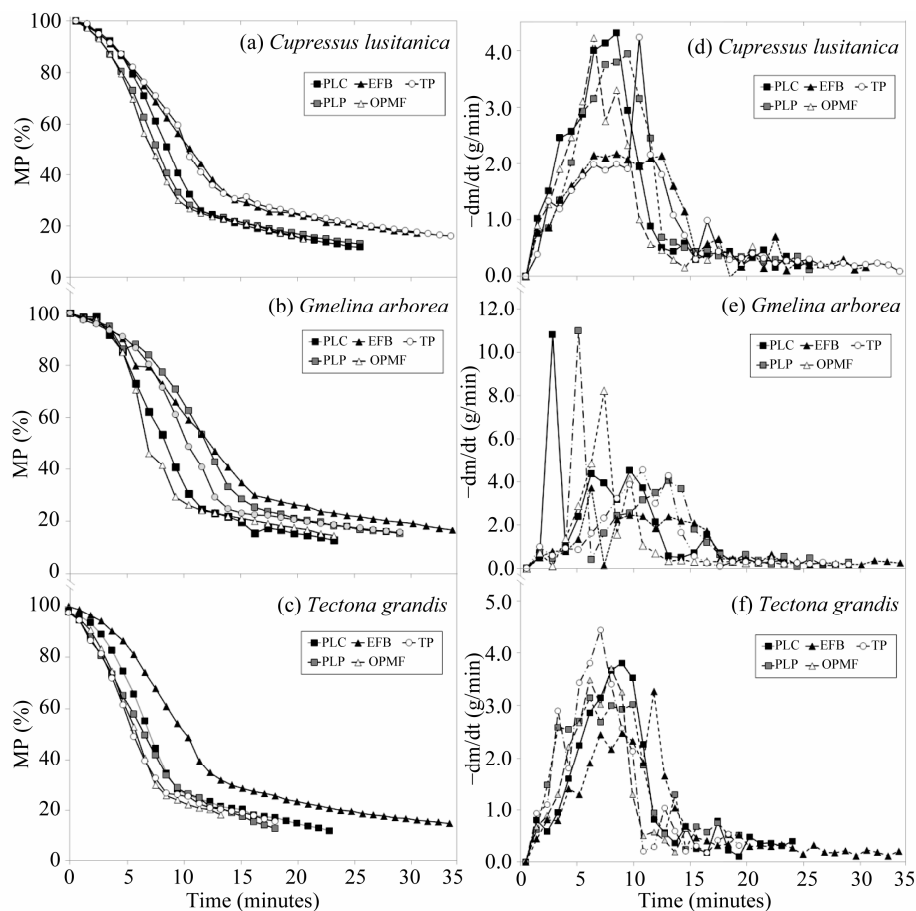 (a) Cupressus lusitanica
PLC EFB TP
PLP OPMF
MP (%)
100
80
60
40
20
0
(b) Gmelina arborea
PLC EFB TP
PLP OPMF
MP (%)
100
80
60
40
20
0
(c) Tectona grandis
PLC EFB TP
PLP OPMF
MP (%)
100
80
60
40
20
0
0 5 10 15 20 25 30 35
Time (minutes)
(d) Cupressus lusitanica
PLC EFB TP
PLP OPMF
−dm/dt (g/min)
4.0
3.0
2.0
1.0
0.0
(e) Gmelina arborea
PLC EFB TP
PLP OPMF
−dm/dt (g/min)
12.0
10.0
8.0
6.0
4.0
2.0
0.0
(f) Tectona grandis
PLC EFB TP
PLP OPMF
−dm/dt (g/min)
5.0
4.0
3.0
2.0
1.0
0.0
0 5 10 15 20 25 30 35
Time (minutes)